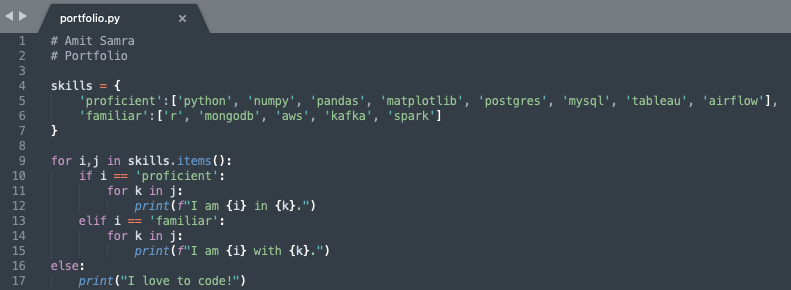 portfolio.py ×
1 # Amit Samra
2 # Portfolio
3
4 skills = {
5     'proficient':['python', 'numpy', 'pandas', 'matplotlib', 'postgres', 'mysql', 'tableau', 'airflow'],
6     'familiar':['r', 'mongodb', 'aws', 'kafka', 'spark']
7 }
8
9 for i,j in skills.items():
10     if i == 'proficient':
11         for k in j:
12             print(f"I am {i} in {k}.")
13     elif i == 'familiar':
14         for k in j:
15             print(f"I am {i} with {k}.")
16 else:
17     print("I love to code!")